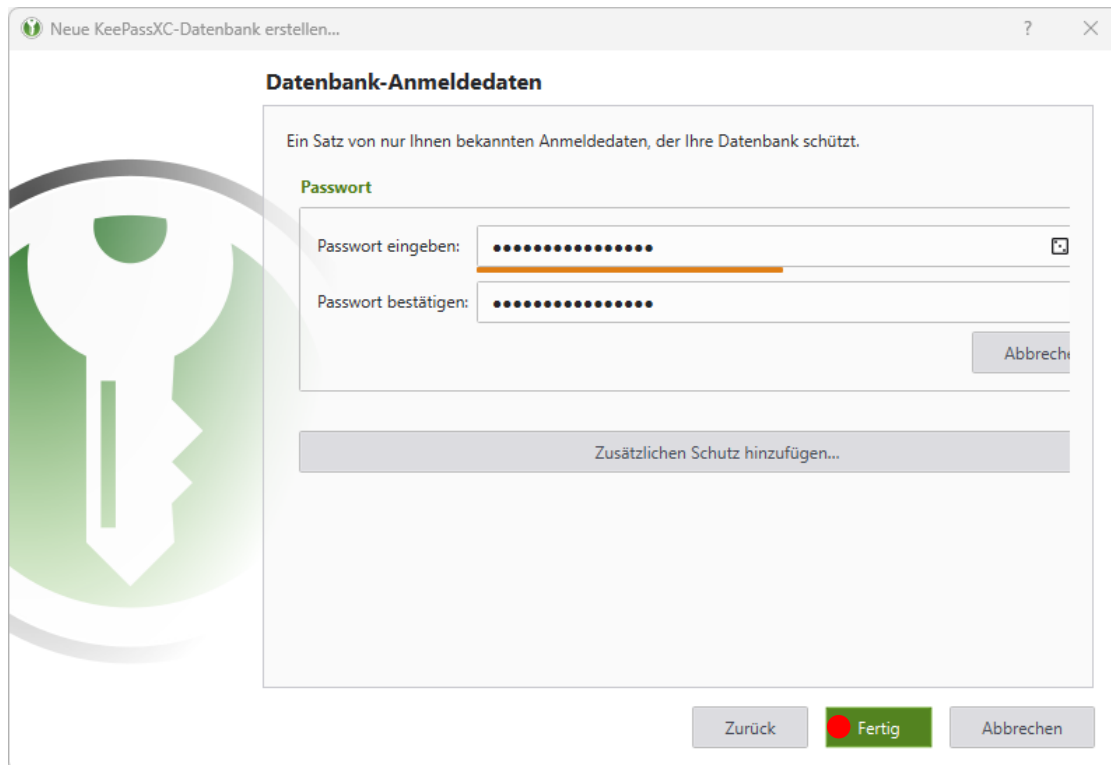 Neue KeePassXC-Datenbank erstellen...
?
Datenbank-Anmeldedaten
Ein Satz von nur Ihnen bekannten Anmeldedaten, der Ihre Datenbank schützt.
Passwort
Passwort eingeben: ●●●●●●●●●●●●●●●●
Passwort bestätigen: ●●●●●●●●●●●●●●●●
Abbreche
Zusätzlichen Schutz hinzufügen...
Zurück Fertig Abbrechen